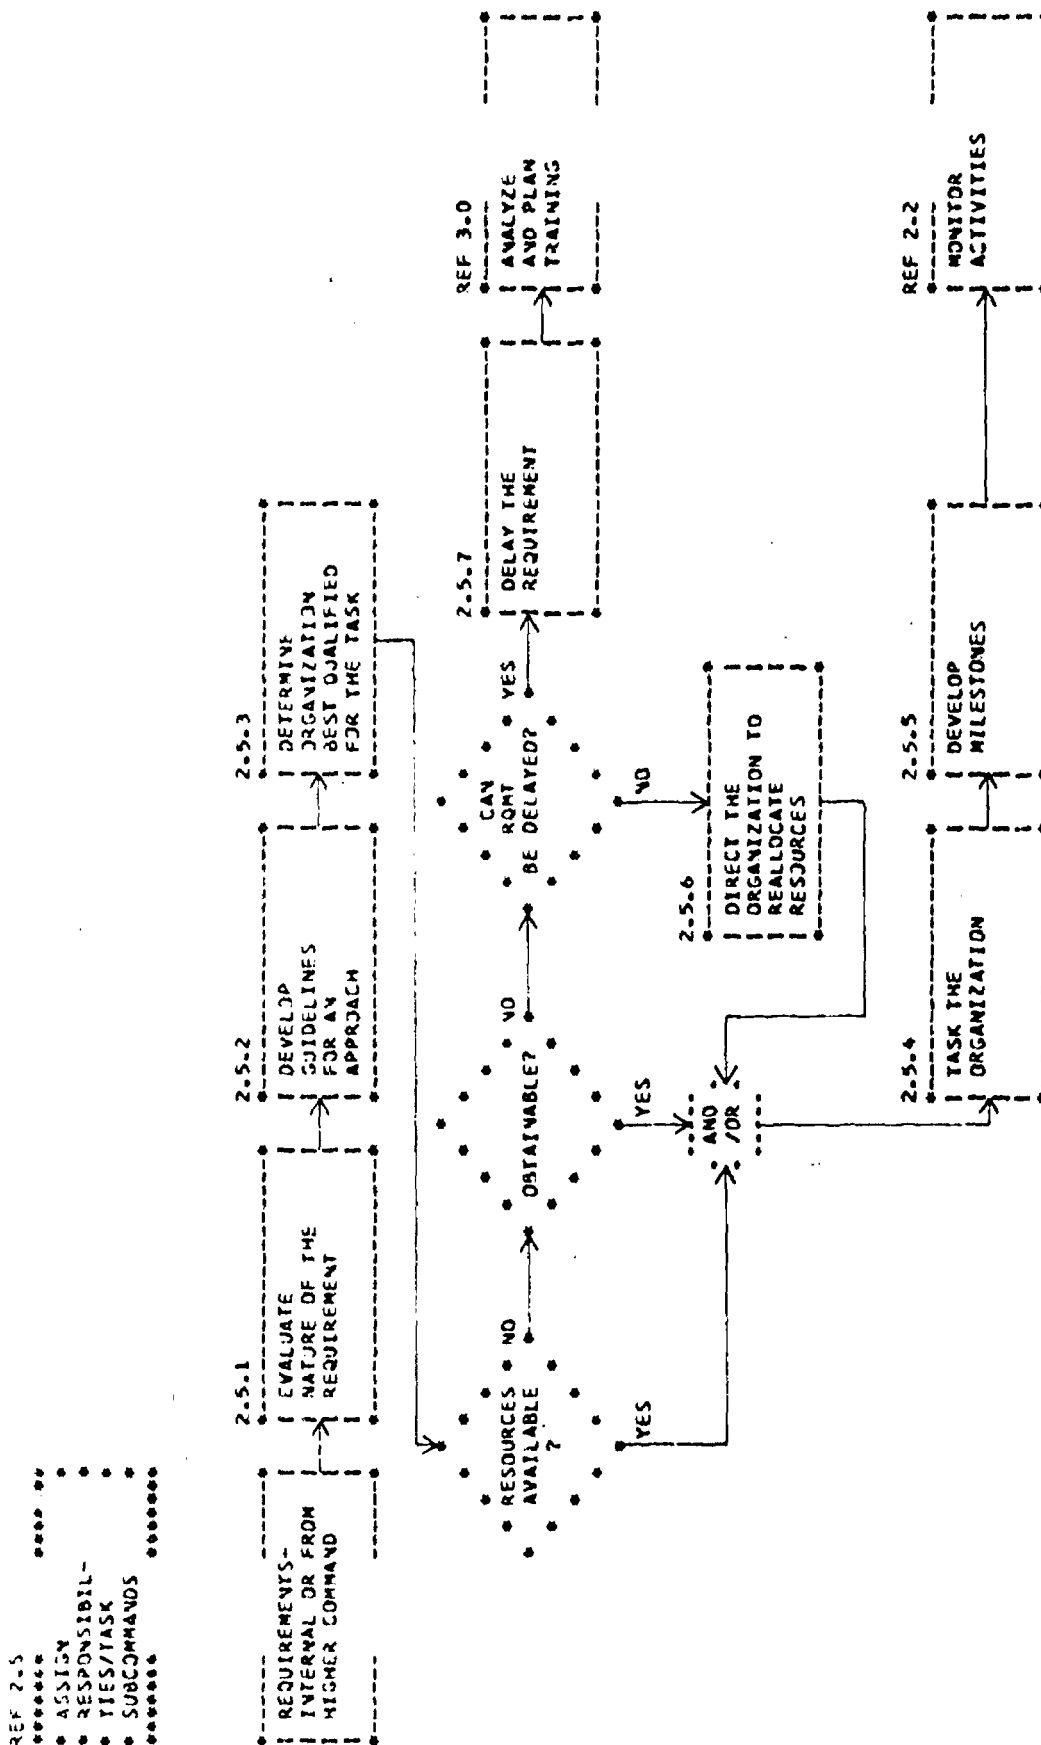 REF 2.5
ASSIGN
RESPONSIBIL-
TIES/TASK
SUBCOMMANDS
REQUIREMENTS-
INTERNAL OR FROM
HIGHER COMMAND
2.5.1
EVALUATE
NATURE OF THE
REQUIREMENT
2.5.2
DEVELOP
GUIDELINES
FOR AN
APPROACH
2.5.3
DETERMINE
ORGANIZATION
BEST QUALIFIED
FOR THE TASK
RESOURCES
AVAILABLE
?
NO
YES
OBTAINABLE?
NO
YES
CAN
RQMT
BE DELAYED?
YES
NO
2.5.7
DELAY THE
REQUIREMENT
REF 3.0
ANALYZE
AND PLAN
TRAINING
AND
/OR
2.5.6
DIRECT THE
ORGANIZATION TO
REALLOCATE
RESOURCES
2.5.4
TASK THE
ORGANIZATION
2.5.5
DEVELOP
MILESTONES
REF 2.2
MONITOR
ACTIVITIES